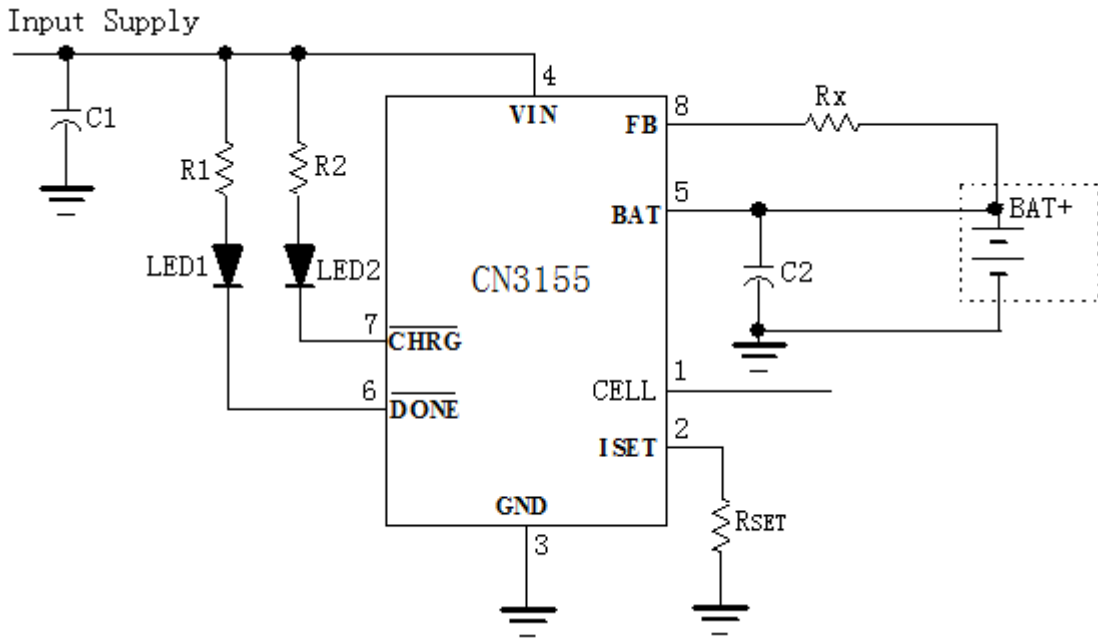 Input Supply
C1
R1
R2
LED1
LED2
4
VIN
8
FB
Rx
5
BAT
BAT+
C2
CN3155
7
CHRG
6
DONE
1
CELL
2
ISET
RSET
GND
3